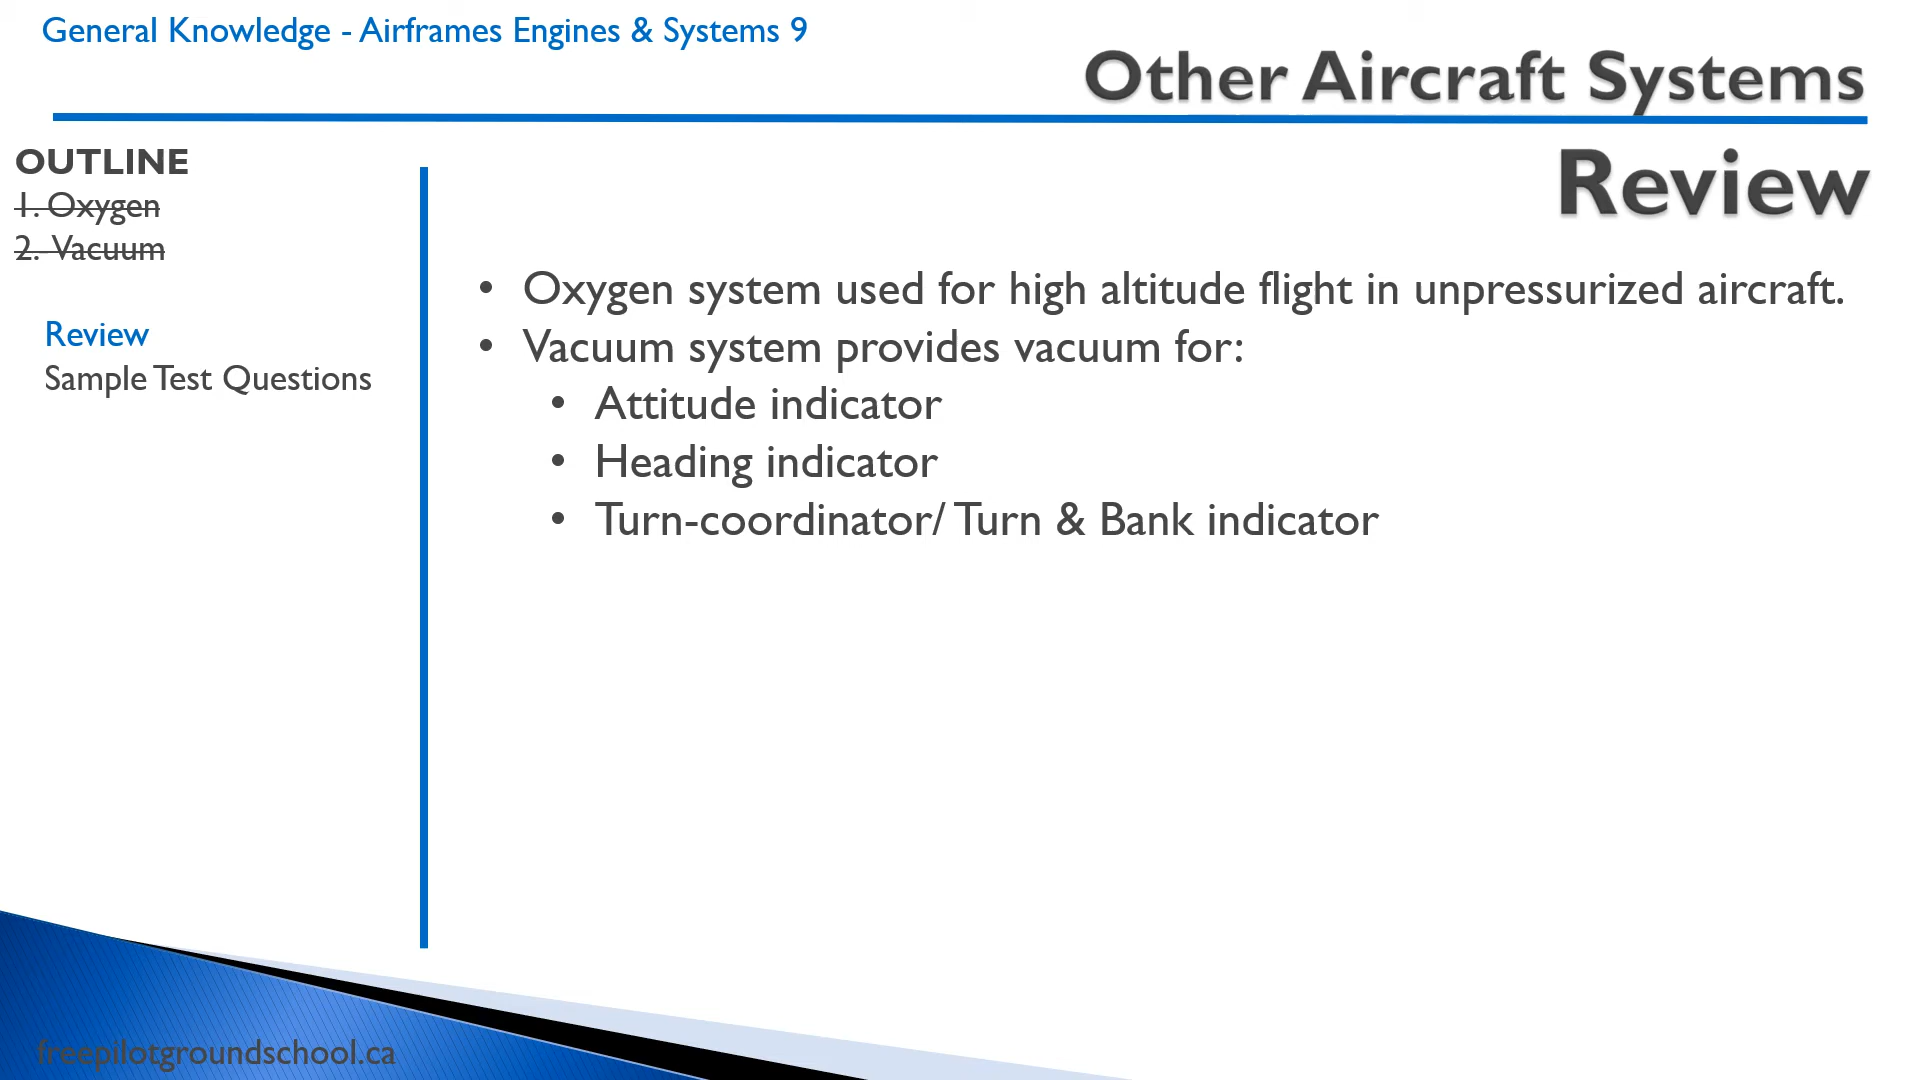 General Knowledge - Airframes Engines & Systems 9
Other Aircraft Systems
OUTLINE
1. Oxygen
2. Vacuum
Review
Sample Test Questions
Review
• Oxygen system used for high altitude flight in unpressurized aircraft.
• Vacuum system provides vacuum for:
• Attitude indicator
• Heading indicator
• Turn-coordinator/ Turn & Bank indicator
freepilotgroundschool.ca